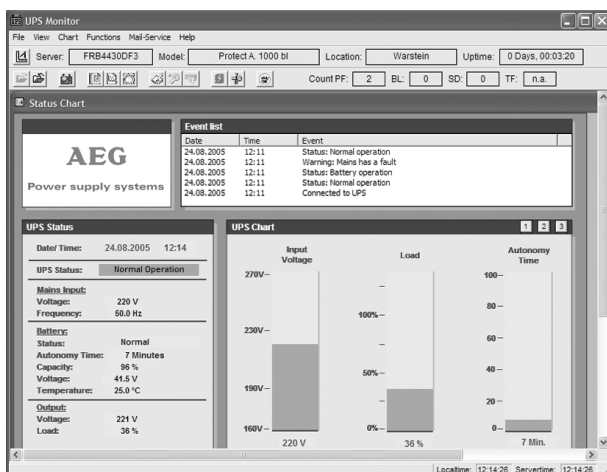 UPS Monitor
File View Chart Functions Mail-Service Help
Server: FRB4430DF3 Model: Protect A. 1000 bl Location: Warstein Uptime: 0 Days, 00:03:20
Count PF: 2 BL: 0 SD: 0 TF: n.a.
Status Chart
AEG
Power supply systems
Event list
Date Time Event
24.08.2005 12:11 Status: Normal operation
24.08.2005 12:11 Warning: Mains has a fault
24.08.2005 12:11 Status: Battery operation
24.08.2005 12:11 Status: Normal operation
24.08.2005 12:11 Connected to UPS
UPS Status
Date/ Time: 24.08.2005 12:14
UPS Status: Normal Operation
Mains Input:
Voltage: 220 V
Frequency: 50.0 Hz
Battery:
Status: Normal
Autonomy Time: 7 Minutes
Capacity: 96 %
Voltage: 41.5 V
Temperature: 25.0 °C
Output:
Voltage: 221 V
Load: 36 %
UPS Chart 1 2 3
Input Voltage
270V
230V
190V
160V
220 V
Load
100%
50%
0%
36 %
Autonomy Time
100
80
60
40
20
0
7 Min.
Localtime: 12:14:26 Servertime: 12:14:26